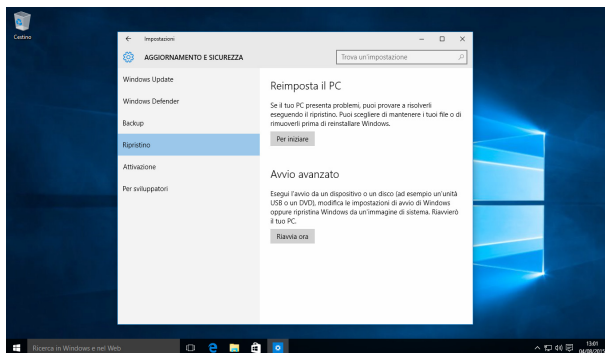 Cestino
Impostazioni
AGGIORNAMENTO E SICUREZZA
Trova un'impostazione
Windows Update
Windows Defender
Backup
Ripristino
Attivazione
Per sviluppatori
Reimposta il PC
Se il tuo PC presenta problemi, puoi provare a risolverli
eseguendo il ripristino. Puoi scegliere di mantenere i tuoi file o di
rimuoverli prima di reinstallare Windows.
Per iniziare
Avvio avanzato
Esegui l'avvio da un dispositivo o un disco (ad esempio un'unità
USB o un DVD), modifica le impostazioni di avvio di Windows
oppure ripristina Windows da un'immagine di sistema. Riavvierò
il tuo PC.
Riavvia ora
Ricerca in Windows e nel Web
13:01
04/08/2015